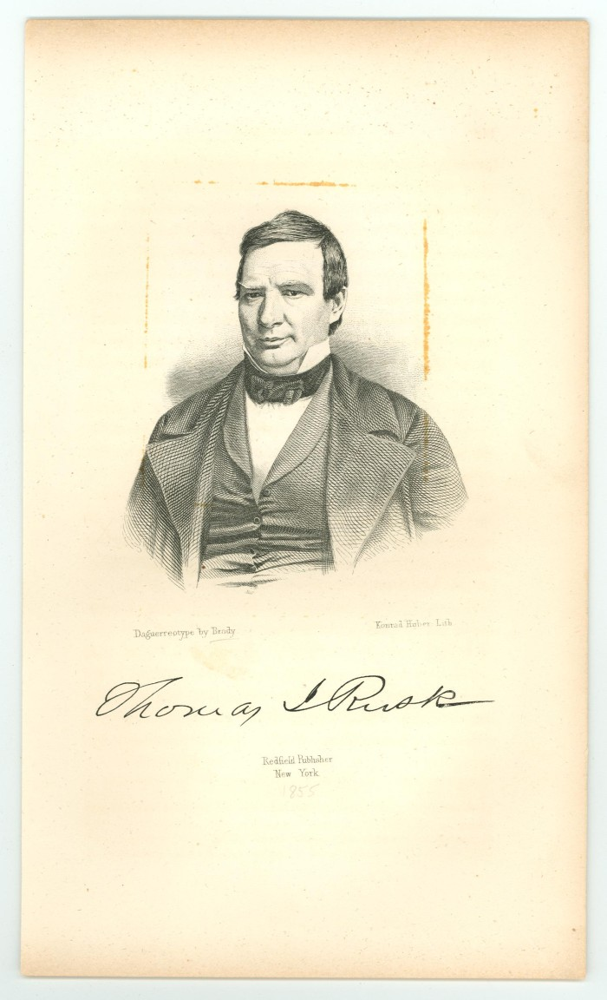 Daguerreotype by Brady
Konrad Huber Lith
Thomas J Rusk
Redfield Publisher
New York
1855